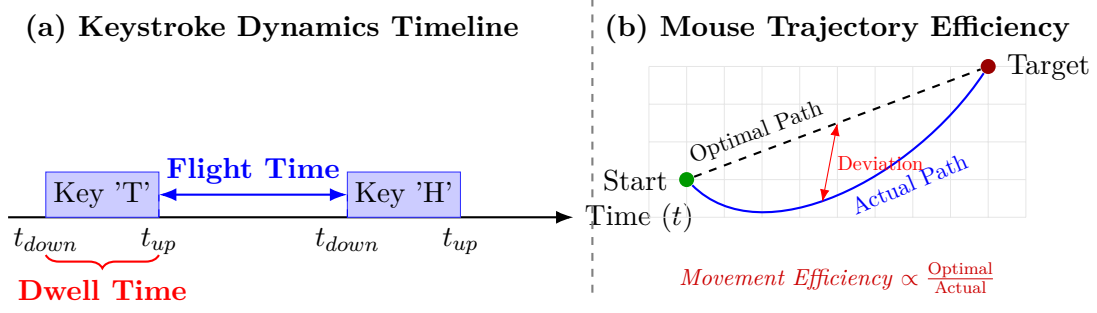 (a) Keystroke Dynamics Timeline
Flight Time
Key 'T'
Key 'H'
t_down
t_up
t_down
t_up
Time (t)
Dwell Time
(b) Mouse Trajectory Efficiency
Target
Optimal Path
Deviation
Start
Actual Path
Movement Efficiency ∝ Optimal/Actual